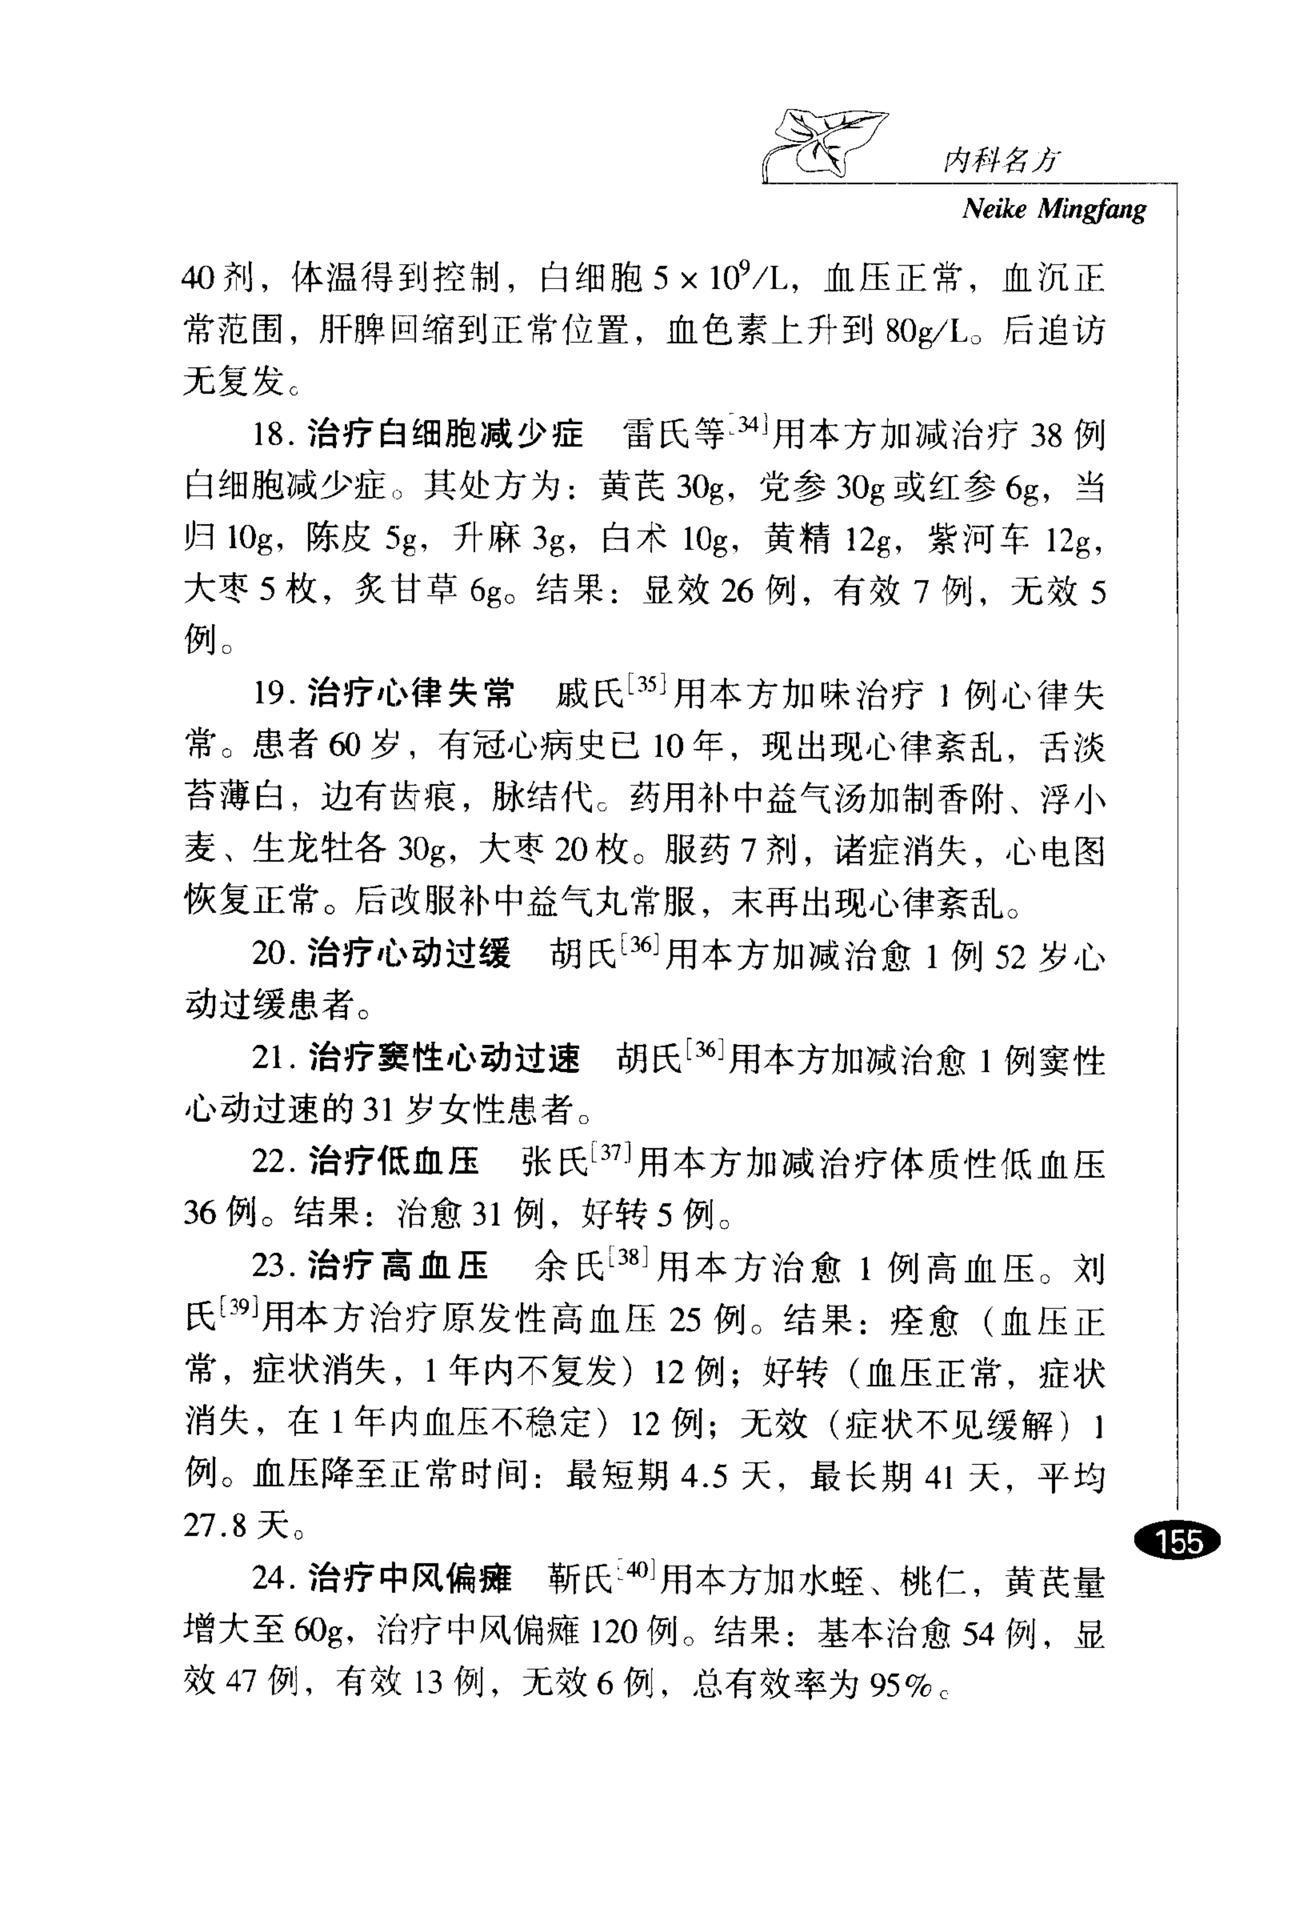 内科名方
Neike Mingfang
40剂，体温得到控制，白细胞5×10⁹/L，血压正常，血沉正
常范围，肝脾回缩到正常位置，血色素上升到80g/L。后追访
无复发。
18. 治疗白细胞减少症　雷氏等[34]用本方加减治疗38例
白细胞减少症。其处方为：黄芪30g，党参30g或红参6g，当
归10g，陈皮5g，升麻3g，白术10g，黄精12g，紫河车12g，
大枣5枚，炙甘草6g。结果：显效26例，有效7例，无效5
例。
19. 治疗心律失常　戚氏[35]用本方加味治疗1例心律失
常。患者60岁，有冠心病史已10年，现出现心律紊乱，舌淡
苔薄白，边有齿痕，脉结代。药用补中益气汤加制香附、浮小
麦、生龙牡各30g，大枣20枚。服药7剂，诸症消失，心电图
恢复正常。后改服补中益气丸常服，末再出现心律紊乱。
20. 治疗心动过缓　胡氏[36]用本方加减治愈1例52岁心
动过缓患者。
21. 治疗窦性心动过速　胡氏[36]用本方加减治愈1例窦性
心动过速的31岁女性患者。
22. 治疗低血压　张氏[37]用本方加减治疗体质性低血压
36例。结果：治愈31例，好转5例。
23. 治疗高血压　余氏[38]用本方治愈1例高血压。刘
氏[39]用本方治疗原发性高血压25例。结果：痊愈（血压正
常，症状消失，1年内不复发）12例；好转（血压正常，症状
消失，在1年内血压不稳定）12例；无效（症状不见缓解）1
例。血压降至正常时间：最短期4.5天，最长期41天，平均
27.8天。
24. 治疗中风偏瘫　靳氏[40]用本方加水蛭、桃仁，黄芪量
增大至60g，治疗中风偏瘫120例。结果：基本治愈54例，显
效47例，有效13例，无效6例，总有效率为95%。
155